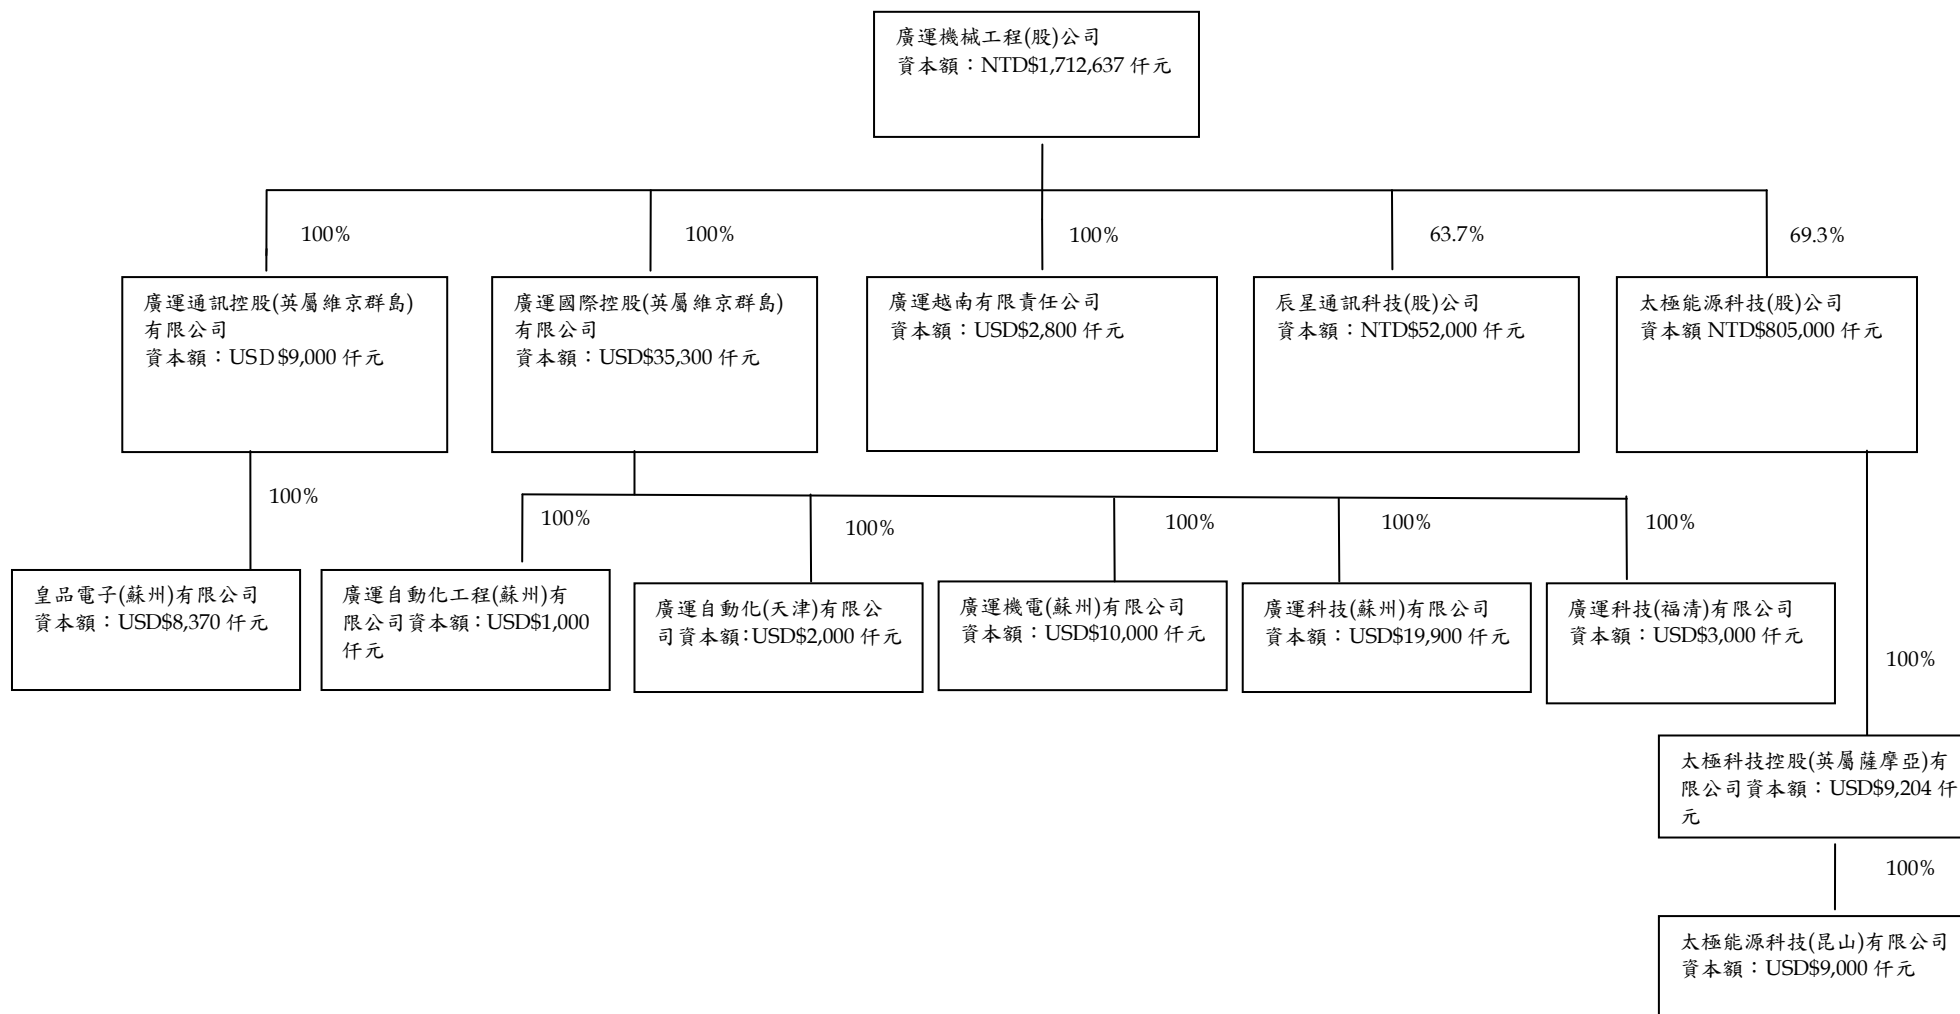 廣運機械工程(股)公司
資本額：NTD$1,712,637 仟元
100%
100%
100%
63.7%
69.3%
廣運通訊控股(英屬維京群島)
有限公司
資本額：USD$9,000 仟元
廣運國際控股(英屬維京群島)
有限公司
資本額：USD$35,300 仟元
廣運越南有限責任公司
資本額：USD$2,800 仟元
辰星通訊科技(股)公司
資本額：NTD$52,000 仟元
太極能源科技(股)公司
資本額 NTD$805,000 仟元
100%
100%
100%
100%
100%
100%
皇品電子(蘇州)有限公司
資本額：USD$8,370 仟元
廣運自動化工程(蘇州)有
限公司資本額：USD$1,000
仟元
廣運自動化(天津)有限公
司資本額：USD$2,000 仟元
廣運機電(蘇州)有限公司
資本額：USD$10,000 仟元
廣運科技(蘇州)有限公司
資本額：USD$19,900 仟元
廣運科技(福清)有限公司
資本額：USD$3,000 仟元
100%
太極科技控股(英屬薩摩亞)有
限公司資本額：USD$9,204 仟
元
100%
太極能源科技(昆山)有限公司
資本額：USD$9,000 仟元